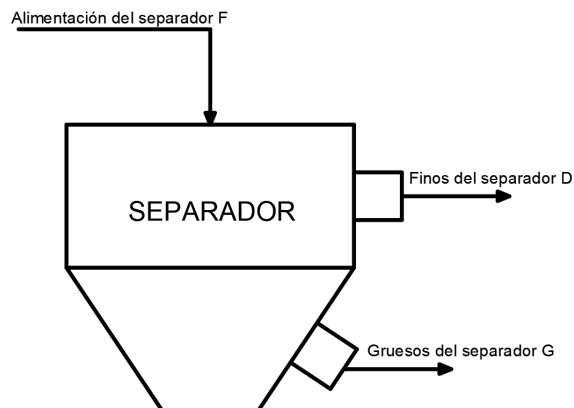 Alimentación del separador F
Finos del separador D
SEPARADOR
Gruesos del separador G